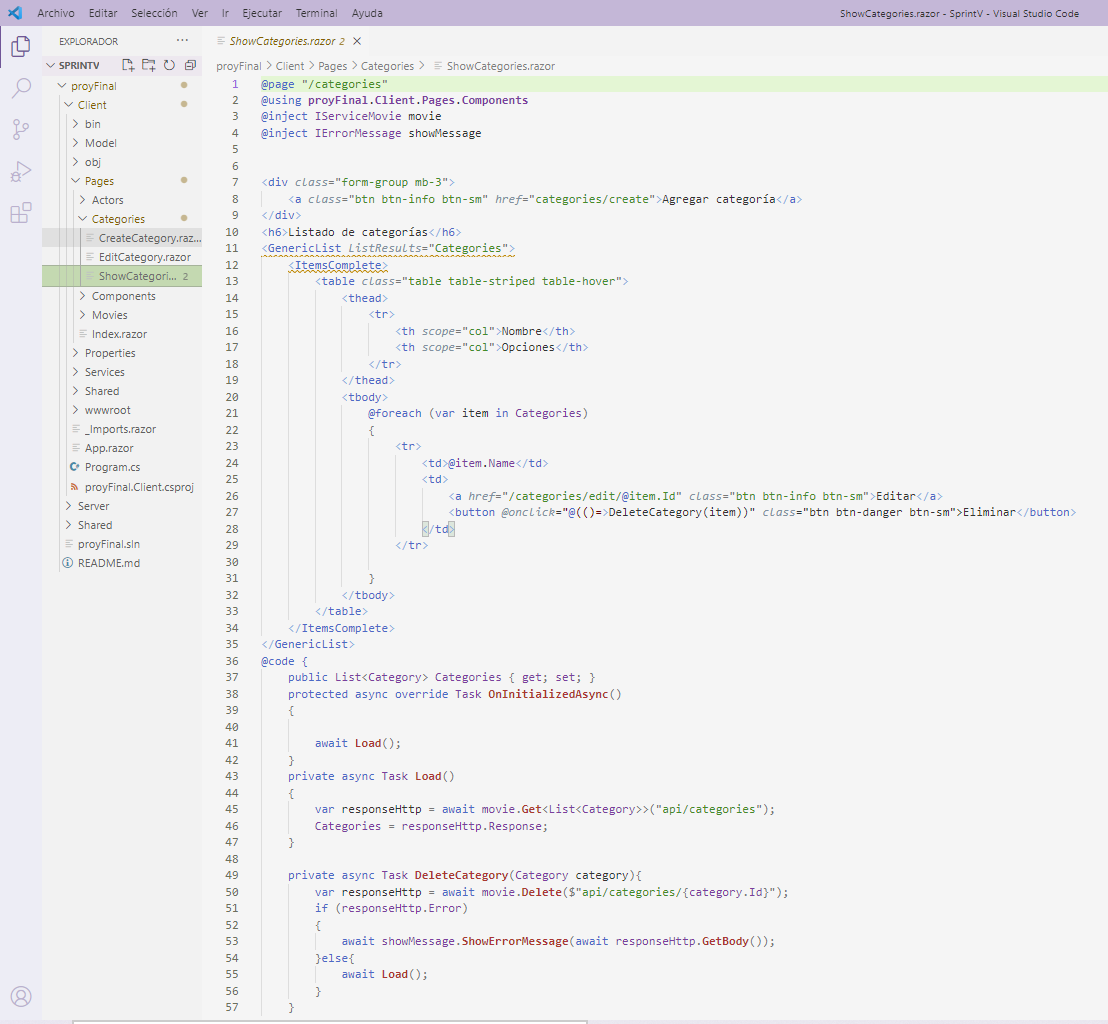 Archivo Editar Selección Ver Ir Ejecutar Terminal Ayuda ShowCategories.razor - SprintV - Visual Studio Code
EXPLORADOR ···
SPRINTV
proyFinal
Client
bin
Model
obj
Pages
Actors
Categories
CreateCategory.raz...
EditCategory.razor
ShowCategori... 2
Components
Movies
Index.razor
Properties
Services
Shared
wwwroot
_Imports.razor
App.razor
Program.cs
proyFinal.Client.csproj
Server
Shared
proyFinal.sln
README.md
ShowCategories.razor 2 ×
proyFinal > Client > Pages > Categories > ShowCategories.razor
1 @page "/categories"
2 @using proyFinal.Client.Pages.Components
3 @inject IServiceMovie movie
4 @inject IErrorMessage showMessage
5
6
7 <div class="form-group mb-3">
8     <a class="btn btn-info btn-sm" href="categories/create">Agregar categoría</a>
9 </div>
10 <h6>Listado de categorías</h6>
11 <GenericList listResults="Categories">
12     <ItemsComplete>
13         <table class="table table-striped table-hover">
14             <thead>
15                 <tr>
16                     <th scope="col">Nombre</th>
17                     <th scope="col">Opciones</th>
18                 </tr>
19             </thead>
20             <tbody>
21                 @foreach (var item in Categories)
22                 {
23                     <tr>
24                         <td>@item.Name</td>
25                         <td>
26                             <a href="/categories/edit/@item.Id" class="btn btn-info btn-sm">Editar</a>
27                             <button @onclick="@(()=>DeleteCategory(item))" class="btn btn-danger btn-sm">Eliminar</button>
28                         </td>
29                     </tr>
30
31                 }
32             </tbody>
33         </table>
34     </ItemsComplete>
35 </GenericList>
36 @code {
37     public List<Category> Categories { get; set; }
38     protected async override Task OnInitializedAsync()
39     {
40
41         await Load();
42     }
43     private async Task Load()
44     {
45         var responseHttp = await movie.Get<List<Category>>("api/categories");
46         Categories = responseHttp.Response;
47     }
48
49     private async Task DeleteCategory(Category category){
50         var responseHttp = await movie.Delete($"api/categories/{category.Id}");
51         if (responseHttp.Error)
52         {
53             await showMessage.ShowErrorMessage(await responseHttp.GetBody());
54         }else{
55             await Load();
56         }
57     }